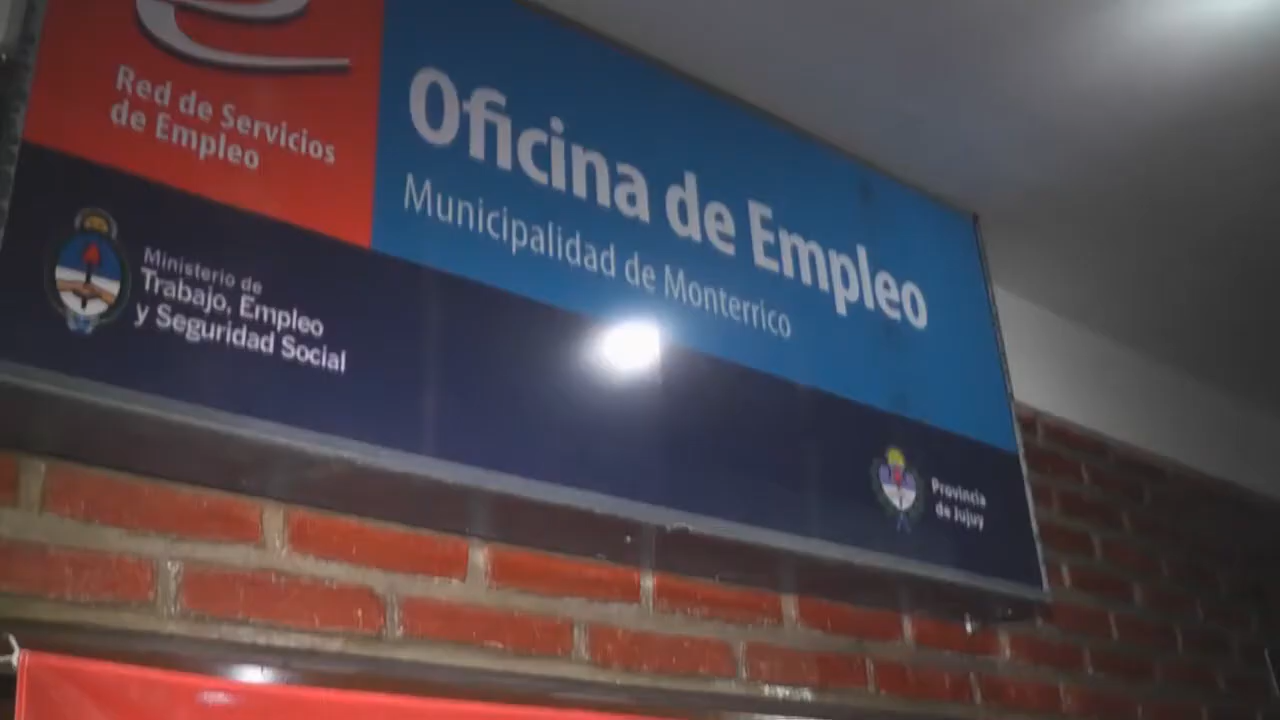 Red de Servicios
de Empleo
Oficina de Empleo
Municipalidad de Monterrico
Ministerio de
Trabajo, Empleo
y Seguridad Social
Provincia
de Jujuy